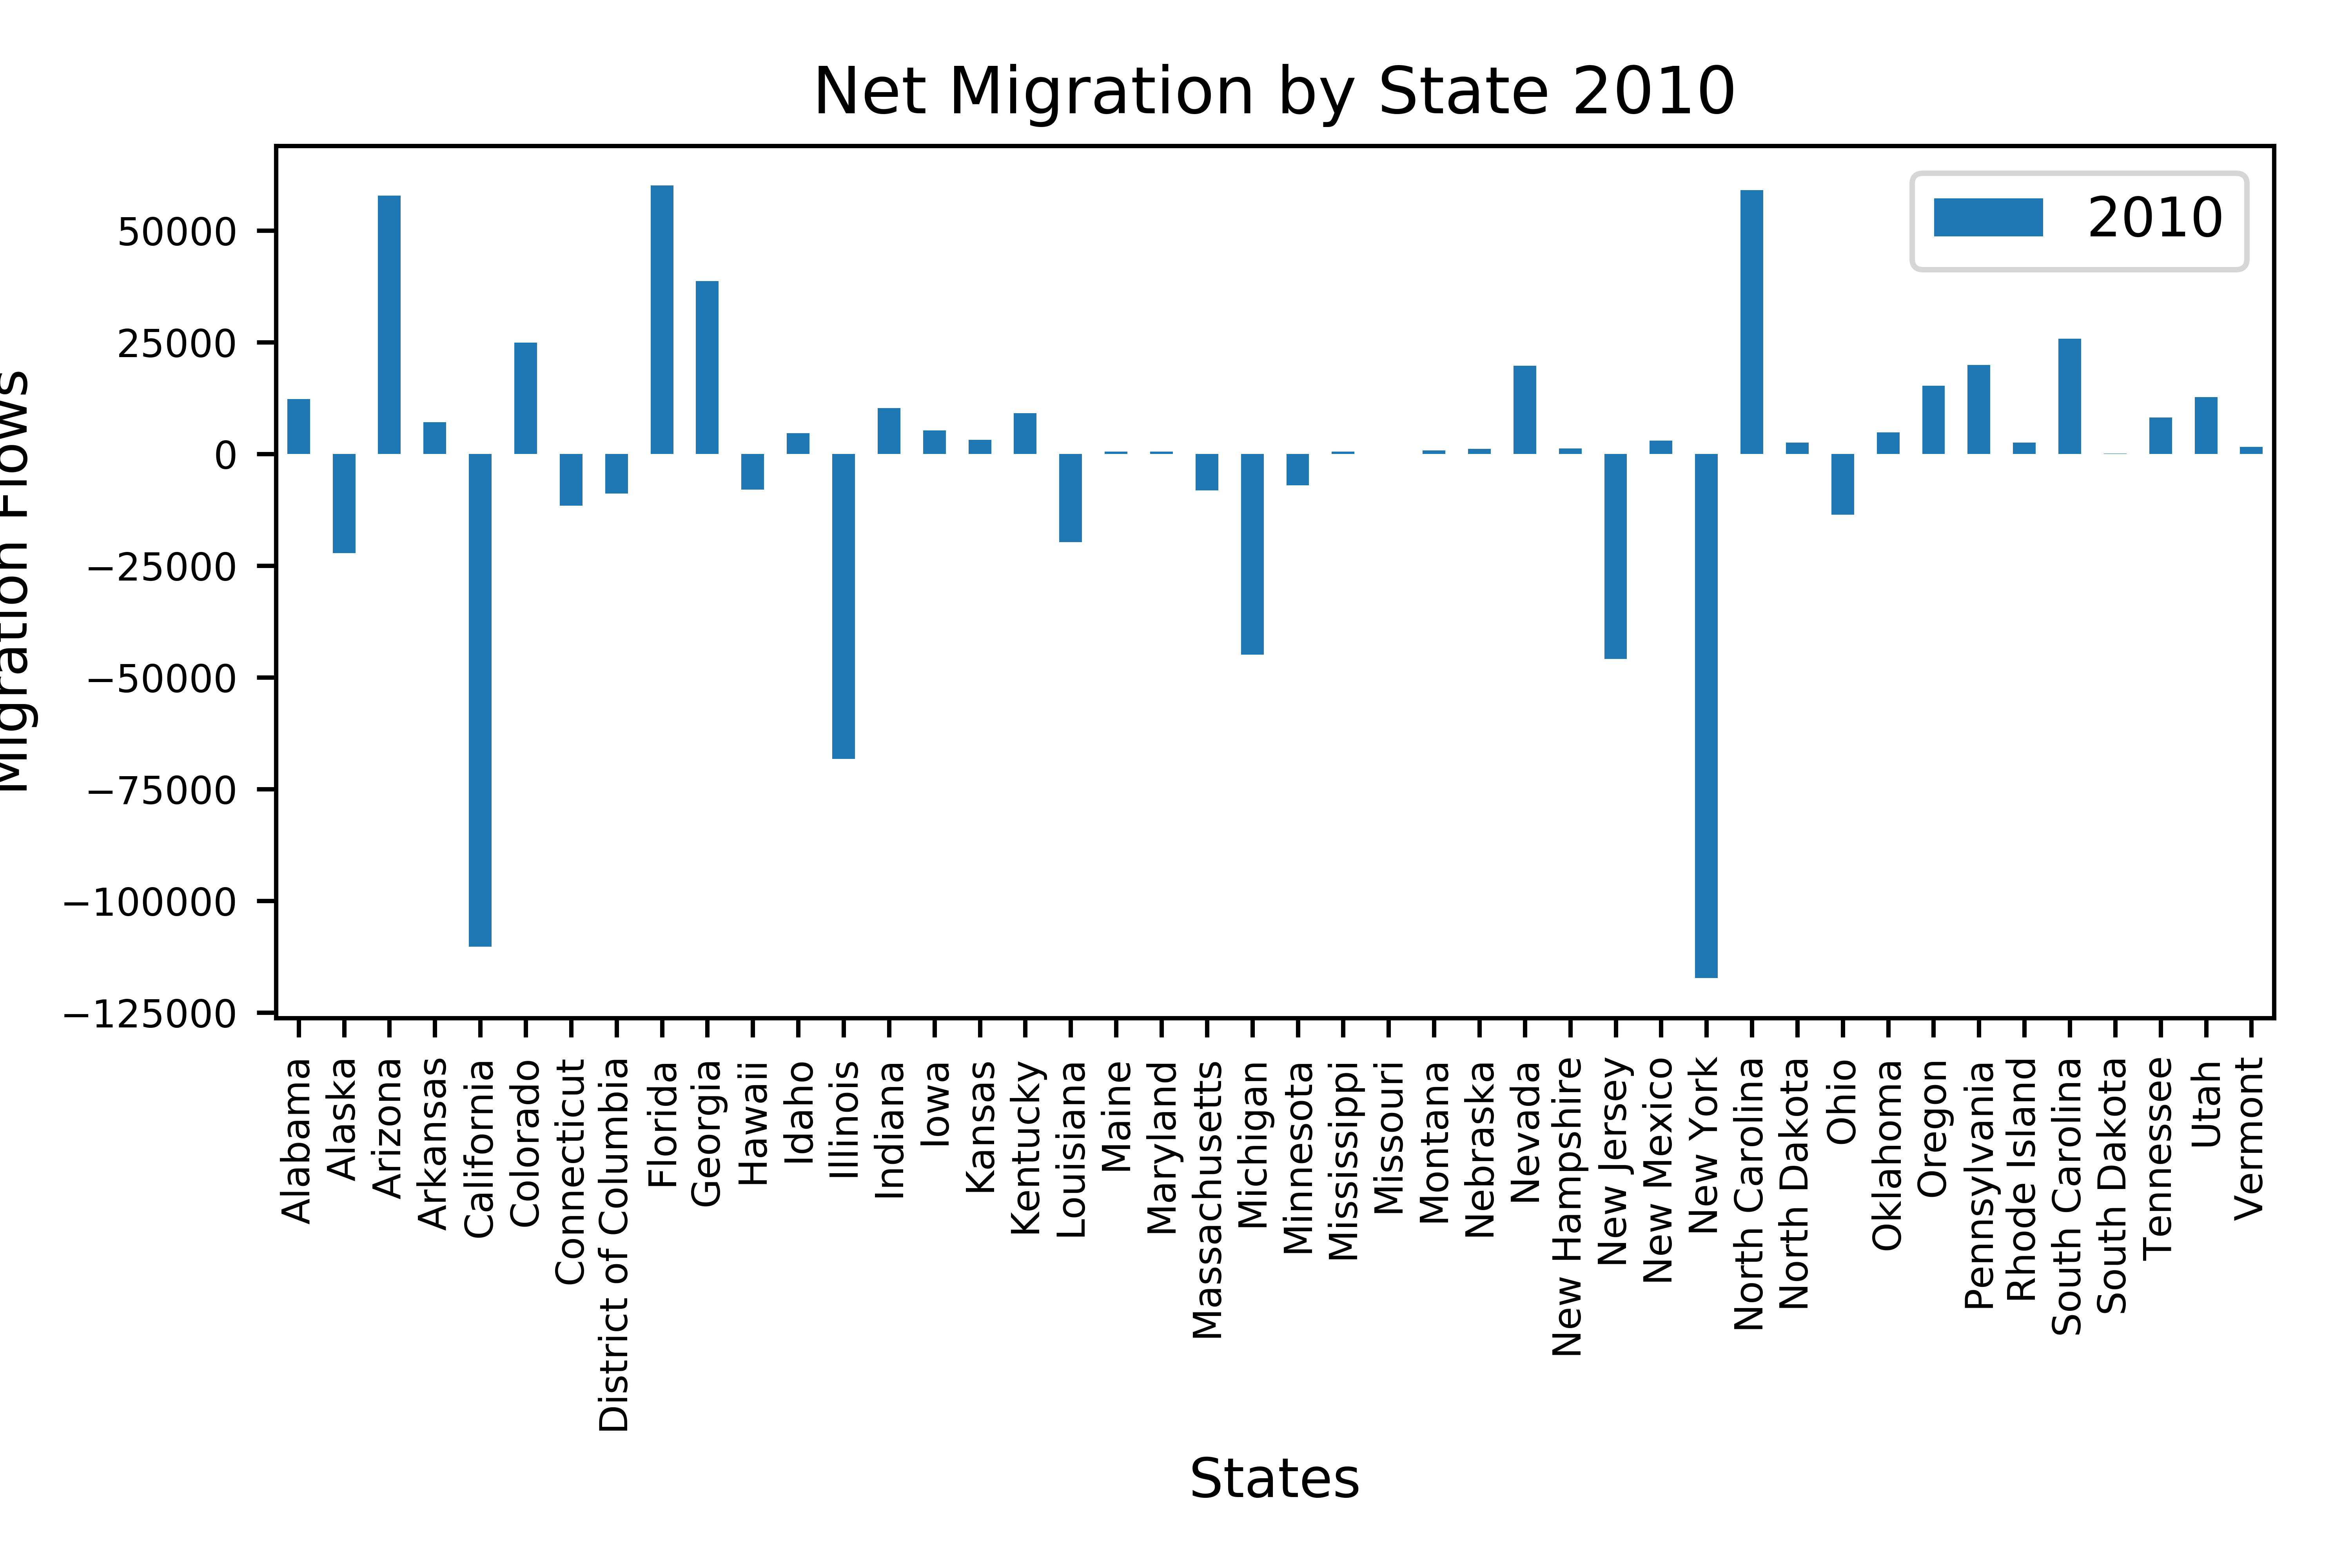 Net Migration by State 2010
2010
50000
25000
0
−25000
−50000
−75000
−100000
−125000
Migration Flows
Alabama
Alaska
Arizona
Arkansas
California
Colorado
Connecticut
District of Columbia
Florida
Georgia
Hawaii
Idaho
Illinois
Indiana
Iowa
Kansas
Kentucky
Louisiana
Maine
Maryland
Massachusetts
Michigan
Minnesota
Mississippi
Missouri
Montana
Nebraska
Nevada
New Hampshire
New Jersey
New Mexico
New York
North Carolina
North Dakota
Ohio
Oklahoma
Oregon
Pennsylvania
Rhode Island
South Carolina
South Dakota
Tennessee
Utah
Vermont
States